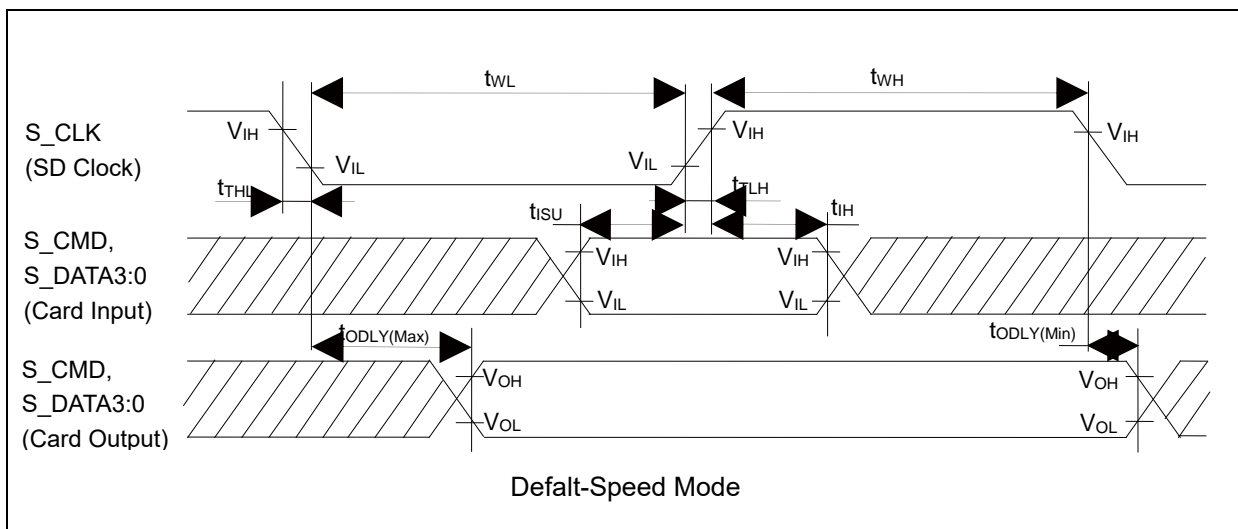 tWL
tWH
S_CLK
(SD Clock)
VIH
VIL
VIL
VIH
VIH
tTHL
tTLH
tISU
tIH
S_CMD,
S_DATA3:0
(Card Input)
VIH
VIL
VIH
VIL
tODLY(Max)
tODLY(Min)
S_CMD,
S_DATA3:0
(Card Output)
VOH
VOL
VOH
VOL
Defalt-Speed Mode